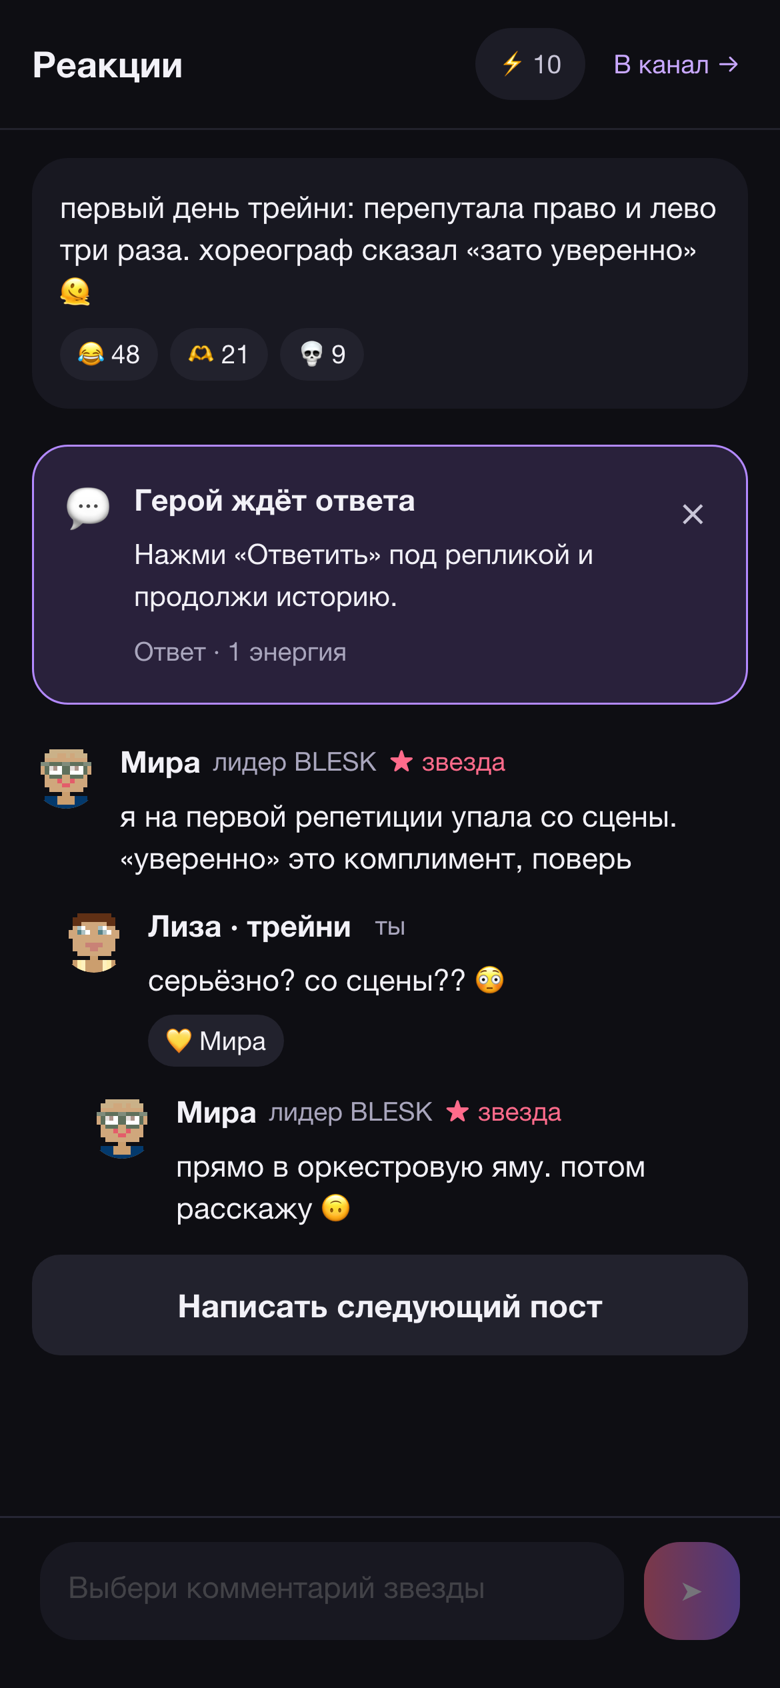 Реакции
⚡ 10
В канал →
первый день трейни: перепутала право и лево
три раза. хореограф сказал «зато уверенно»
🫠
😂 48 🫶 21 💀 9
Герой ждёт ответа
Нажми «Ответить» под репликой и
продолжи историю.
Ответ · 1 энергия
Мира лидер BLESK ★ звезда
я на первой репетиции упала со сцены.
«уверенно» это комплимент, поверь
Лиза · трейни ты
серьёзно? со сцены?? 😳
💛 Мира
Мира лидер BLESK ★ звезда
прямо в оркестровую яму. потом
расскажу 🙃
Написать следующий пост
Выбери комментарий звезды